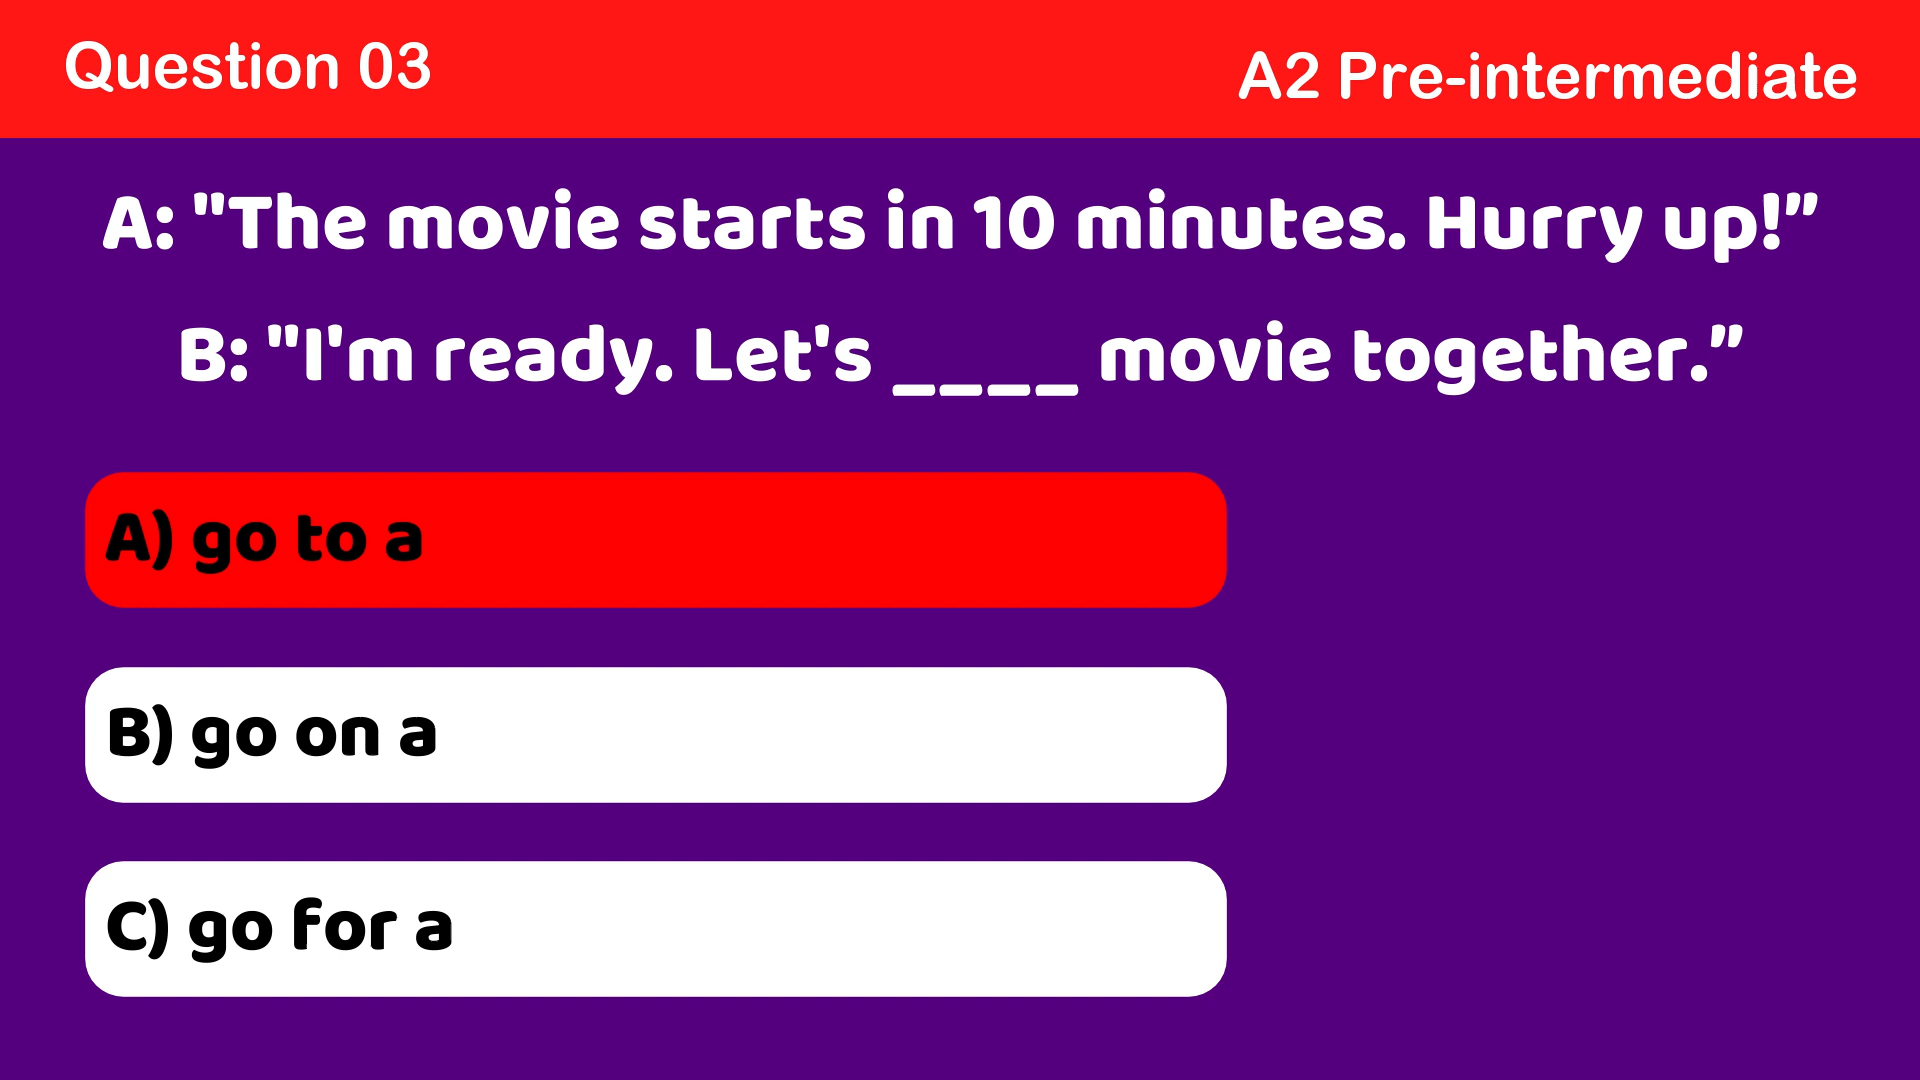 Question 03
A2 Pre-intermediate
A: "The movie starts in 10 minutes. Hurry up!”
B: "I'm ready. Let's ____ movie together.”
A) go to a
B) go on a
C) go for a